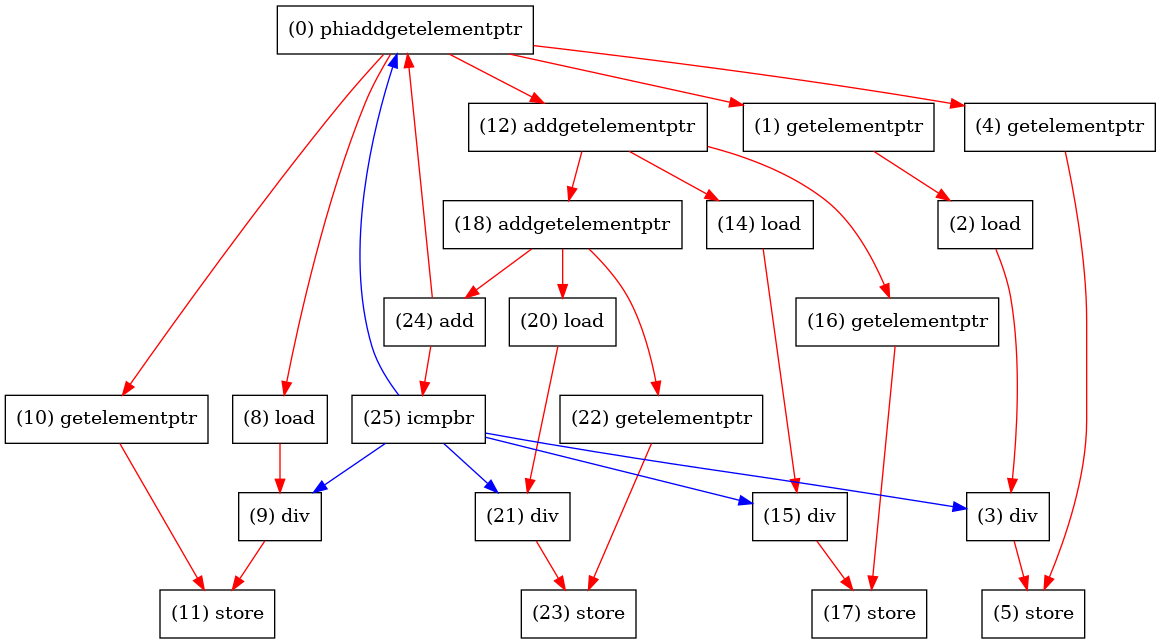 (0) phiaddgetelementptr
(12) addgetelementptr
(1) getelementptr
(4) getelementptr
(18) addgetelementptr
(14) load
(2) load
(24) add
(20) load
(16) getelementptr
(10) getelementptr
(8) load
(25) icmpbr
(22) getelementptr
(9) div
(21) div
(15) div
(3) div
(11) store
(23) store
(17) store
(5) store